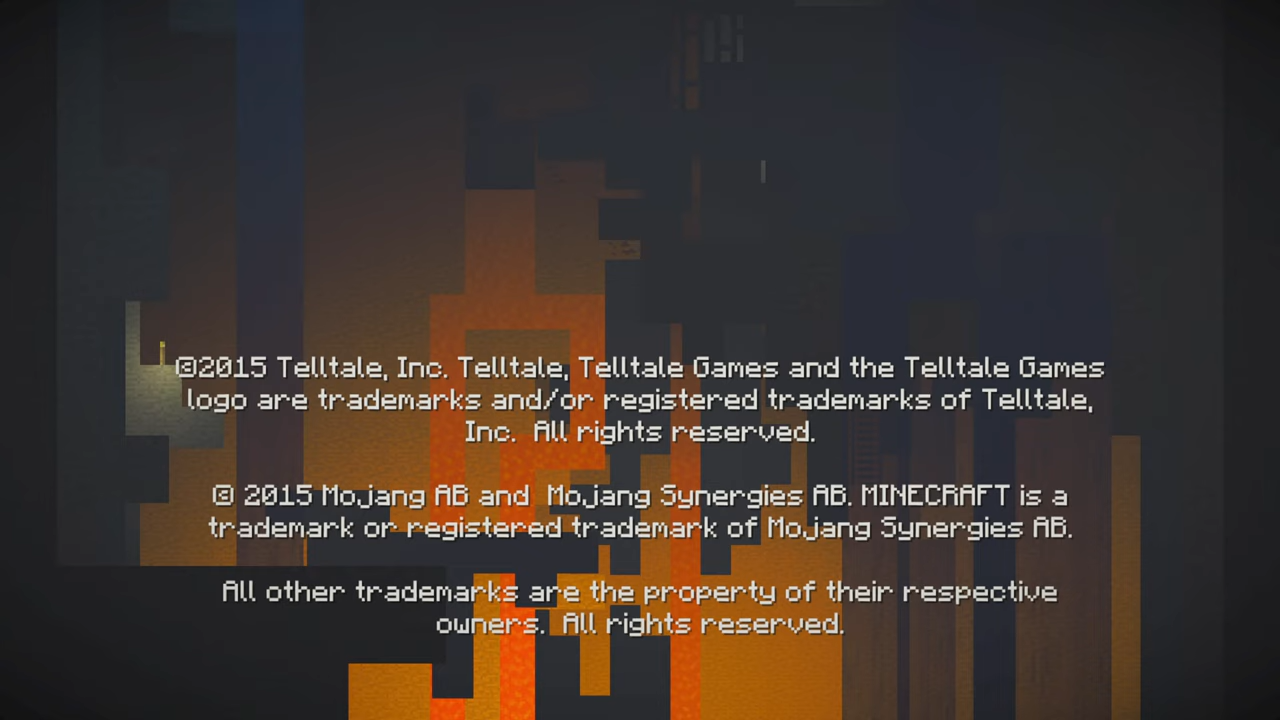 ©2015 Telltale, Inc. Telltale, Telltale Games and the Telltale Games
logo are trademarks and/or registered trademarks of Telltale,
Inc. All rights reserved.
© 2015 Mojang AB and Mojang Synergies AB. MINECRAFT is a
trademark or registered trademark of Mojang Synergies AB.
All other trademarks are the property of their respective
owners. All rights reserved.